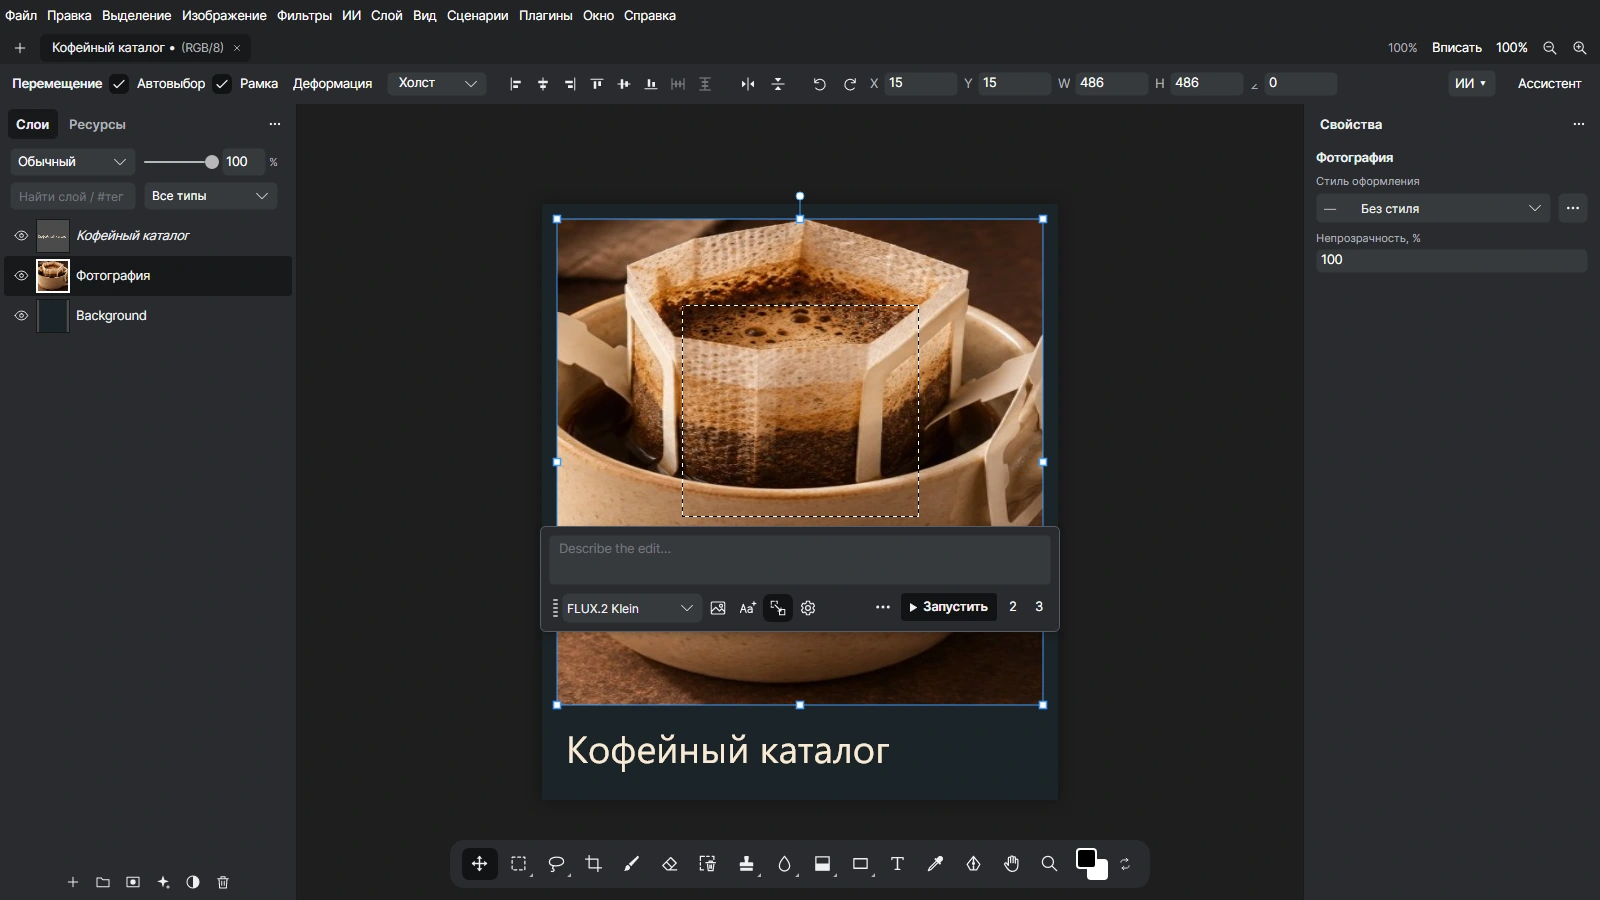 Файл Правка Выделение Изображение Фильтры ИИ Слой Вид Сценарии Плагины Окно Справка
Кофейный каталог • (RGB/8) ×
100% Вписать 100%
Перемещение Автовыбор Рамка Деформация Холст X 15 Y 15 W 486 H 486 0 ИИ Ассистент
Слои Ресурсы
Свойства
Обычный 100 %
Фотография
Стиль оформления
Найти слой / #тег Все типы
Без стиля
Кофейный каталог
Непрозрачность, %
100
Фотография
Background
Describe the edit...
FLUX.2 Klein Aa Запустить 2 3
Кофейный каталог
T